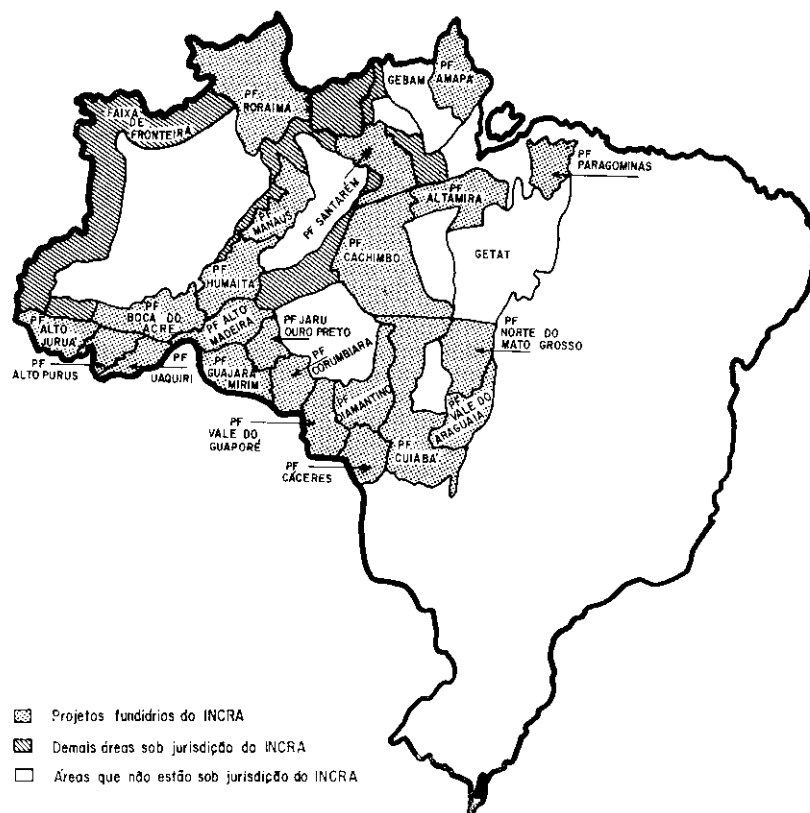 GEBAM
PF
AMAPÁ
PF
RORAIMA
FAIXA
DE
FRONTEIRA
PF
PARAGOMINAS
PF
ALTAMIRA
PF SANTARÉM
PF
MANAUS
PF
CACHIMBO
GETAT
PF
HUMAITÁ
PF
BOCA DO
ACRE
PF
ALTO
JURUÁ
PF ALTO
MADEIRA
PF JARU
OURO PRETO
PF
NORTE DO
MATO GROSSO
PF
ALTO PURUS
PF
UAQUIRI
PF
GUAJARÁ
MIRIM
PF
CORUMBIARA
PF
DIAMANTINO
PF
VALE DO
ARAGUAIA
PF
VALE DO
GUAPORÉ
PF
CUIABÁ
PF
CÁCERES
Projetos fundiários do INCRA
Demais áreas sob jurisdição do INCRA
Áreas que não estão sob jurisdição do INCRA